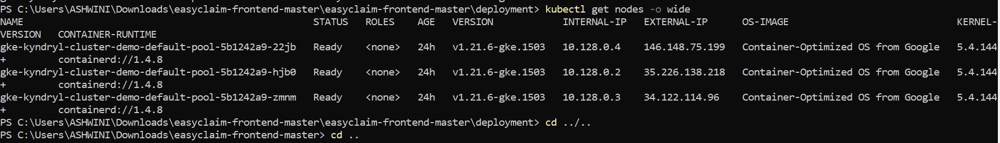 PS C:\Users\ASHWINI\Downloads\easyclaim-frontend-master\easyclaim-frontend-master\deployment> kubectl get nodes -o wide
NAME STATUS ROLES AGE VERSION INTERNAL-IP EXTERNAL-IP OS-IMAGE KERNEL-
VERSION CONTAINER-RUNTIME
gke-kyndryl-cluster-demo-default-pool-5b1242a9-22jb Ready <none> 24h v1.21.6-gke.1503 10.128.0.4 146.148.75.199 Container-Optimized OS from Google 5.4.144
+ containerd://1.4.8
gke-kyndryl-cluster-demo-default-pool-5b1242a9-hjb0 Ready <none> 24h v1.21.6-gke.1503 10.128.0.2 35.226.138.218 Container-Optimized OS from Google 5.4.144
+ containerd://1.4.8
gke-kyndryl-cluster-demo-default-pool-5b1242a9-zmnm Ready <none> 24h v1.21.6-gke.1503 10.128.0.3 34.122.114.96 Container-Optimized OS from Google 5.4.144
+ containerd://1.4.8
PS C:\Users\ASHWINI\Downloads\easyclaim-frontend-master\easyclaim-frontend-master\deployment> cd ../..
PS C:\Users\ASHWINI\Downloads\easyclaim-frontend-master> cd ..